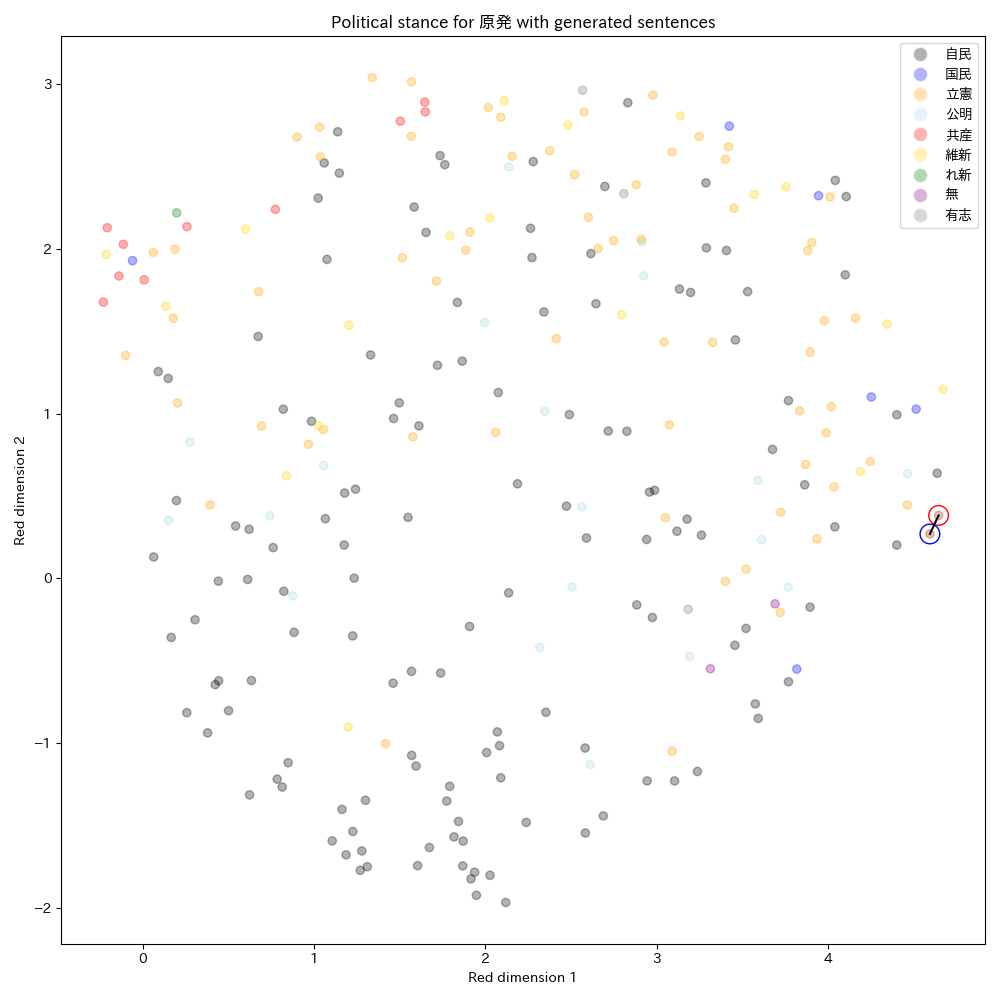 Political stance for 原発 with generated sentences
自民
国民
立憲
公明
共産
維新
れ新
無
有志
Red dimension 2
3
2
1
0
−1
−2
0 1 2 3 4
Red dimension 1